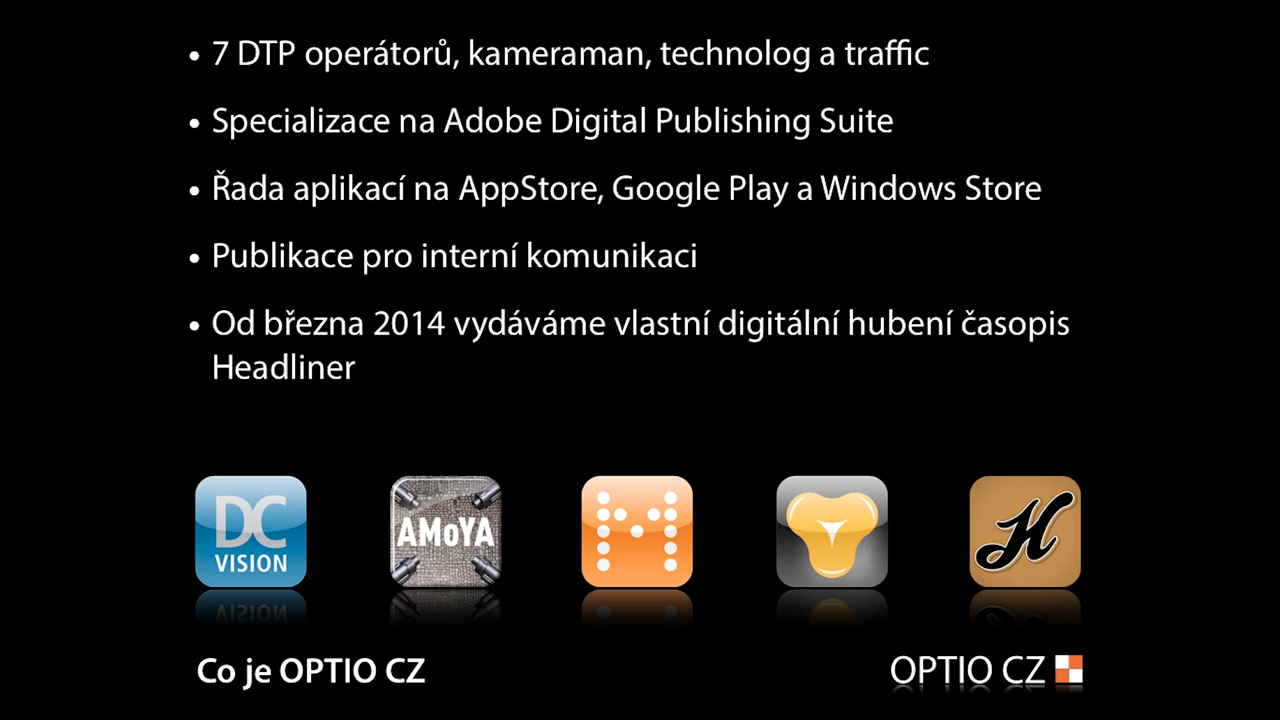 • 7 DTP operátorů, kameraman, technolog a traffic
• Specializace na Adobe Digital Publishing Suite
• Řada aplikací na AppStore, Google Play a Windows Store
• Publikace pro interní komunikaci
• Od března 2014 vydáváme vlastní digitální hubení časopis
Headliner
DC
VISION
AMoYA
M
H
Co je OPTIO CZ
OPTIO CZ